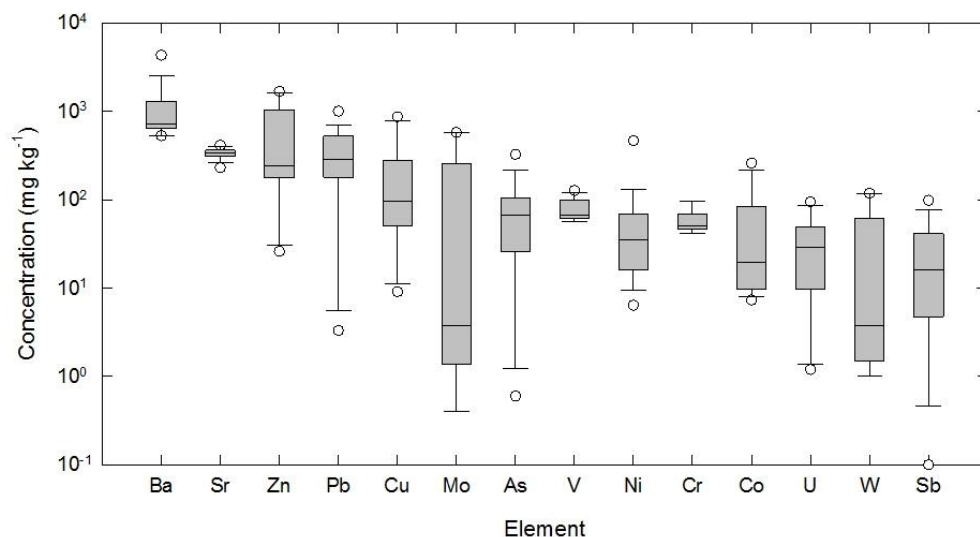 Concentration (mg kg⁻¹)
10⁴
10³
10²
10¹
10⁰
10⁻¹
Ba Sr Zn Pb Cu Mo As V Ni Cr Co U W Sb
Element